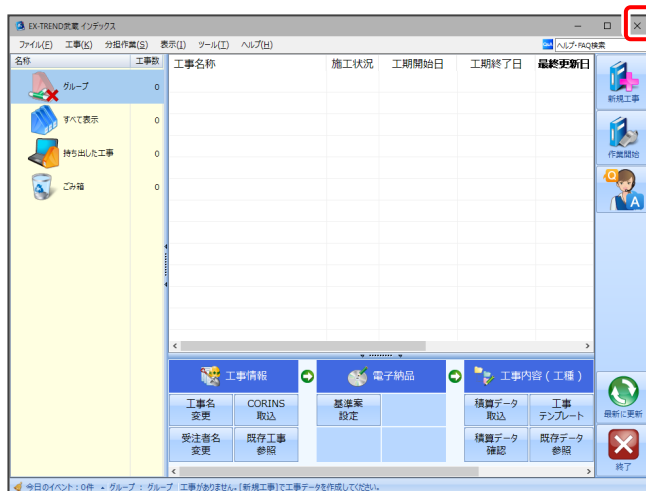 EX-TREND武蔵 インデックス
ファイル(F) 工事(K) 分担作業(S) 表示(I) ツール(T) ヘルプ(H)
Q&A ヘルプ・FAQ検索
名称 工事数
工事名称 施工状況 工期開始日 工期終了日 最終更新日
グループ 0
すべて表示 0
持ち出した工事 0
ごみ箱 0
新規工事
作業開始
Q
A
工事情報 電子納品 工事内容(工種)
工事名
変更
CORINS
取込
基準案
設定
積算データ
取込
工事
テンプレート
受注者名
変更
既存工事
参照
積算データ
確認
既存データ
参照
最新に更新
終了
今日のイベント:0件 グループ : グループ 工事がありません。[新規工事]で工事データを作成してください。